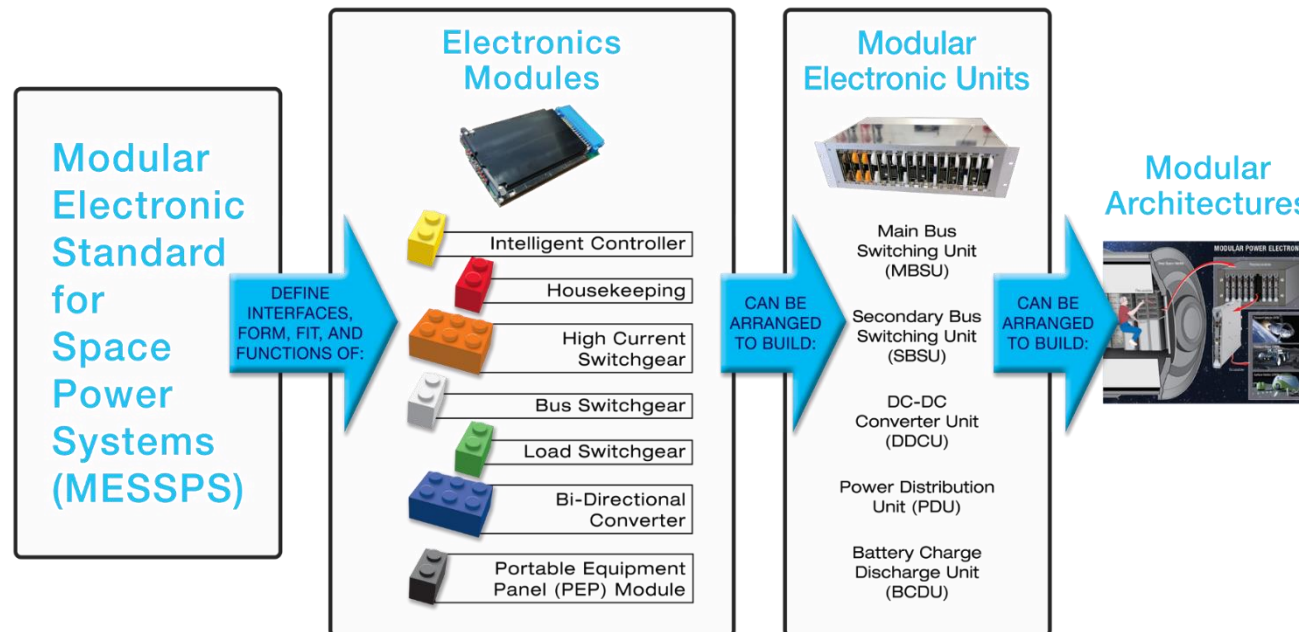 Modular
Electronic
Standard
for
Space
Power
Systems
(MESSPS)
DEFINE
INTERFACES,
FORM, FIT, AND
FUNCTIONS OF:
Electronics
Modules
Intelligent Controller
Housekeeping
High Current
Switchgear
Bus Switchgear
Load Switchgear
Bi-Directional
Converter
Portable Equipment
Panel (PEP) Module
CAN BE
ARRANGED
TO BUILD:
Modular
Electronic Units
Main Bus
Switching Unit
(MBSU)
Secondary Bus
Switching Unit
(SBSU)
DC-DC
Converter Unit
(DDCU)
Power Distribution
Unit (PDU)
Battery Charge
Discharge Unit
(BCDU)
CAN BE
ARRANGED
TO BUILD:
Modular
Architectures
MODULAR POWER ELECTRON